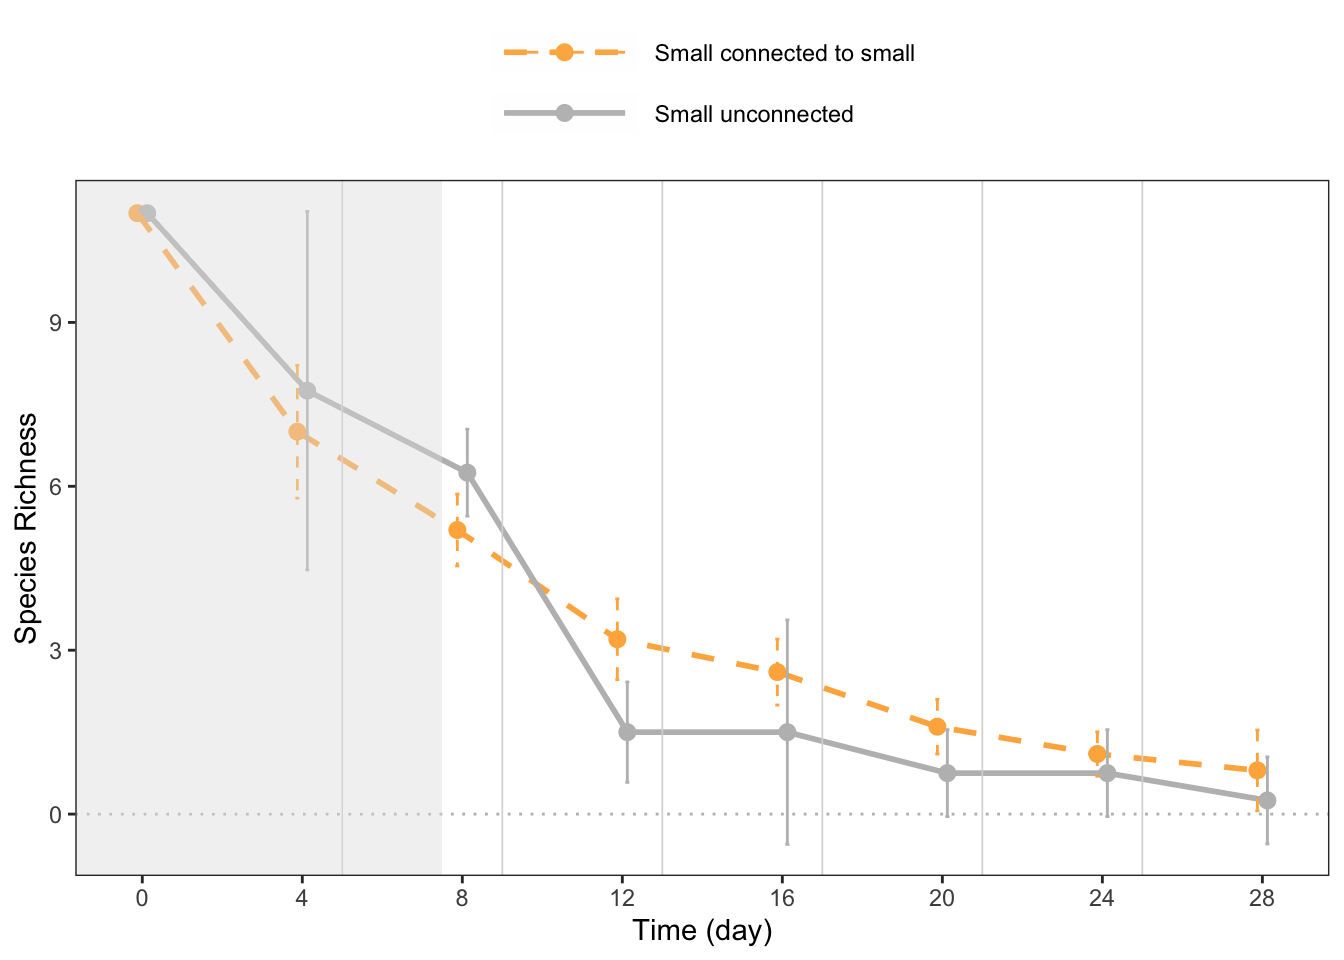 Small connected to small
Small unconnected
Species Richness
9
6
3
0
0 4 8 12 16 20 24 28
Time (day)